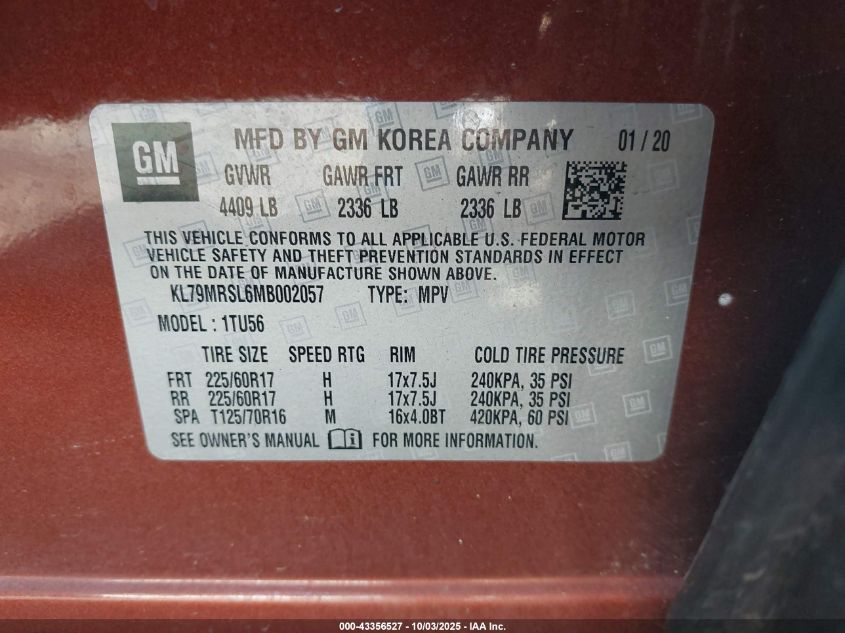 GM MFD BY GM KOREA COMPANY 01 / 20
GVWR GAWR FRT GAWR RR
4409 LB 2336 LB 2336 LB
THIS VEHICLE CONFORMS TO ALL APPLICABLE U.S. FEDERAL MOTOR
VEHICLE SAFETY AND THEFT PREVENTION STANDARDS IN EFFECT
ON THE DATE OF MANUFACTURE SHOWN ABOVE.
KL79MRSL6MB002057 TYPE: MPV
MODEL : 1TU56
TIRE SIZE SPEED RTG RIM COLD TIRE PRESSURE
FRT 225/60R17 H 17x7.5J 240KPA, 35 PSI
RR 225/60R17 H 17x7.5J 240KPA, 35 PSI
SPA T125/70R16 M 16x4.0BT 420KPA, 60 PSI
SEE OWNER'S MANUAL i FOR MORE INFORMATION.
000-43356527 - 10/03/2025 - IAA Inc.